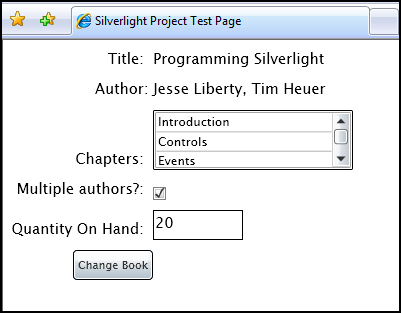 Silverlight Project Test Page
Title: Programming Silverlight
Author: Jesse Liberty, Tim Heuer
Introduction
Controls
Chapters: Events
Multiple authors?:
Quantity On Hand: 20
Change Book